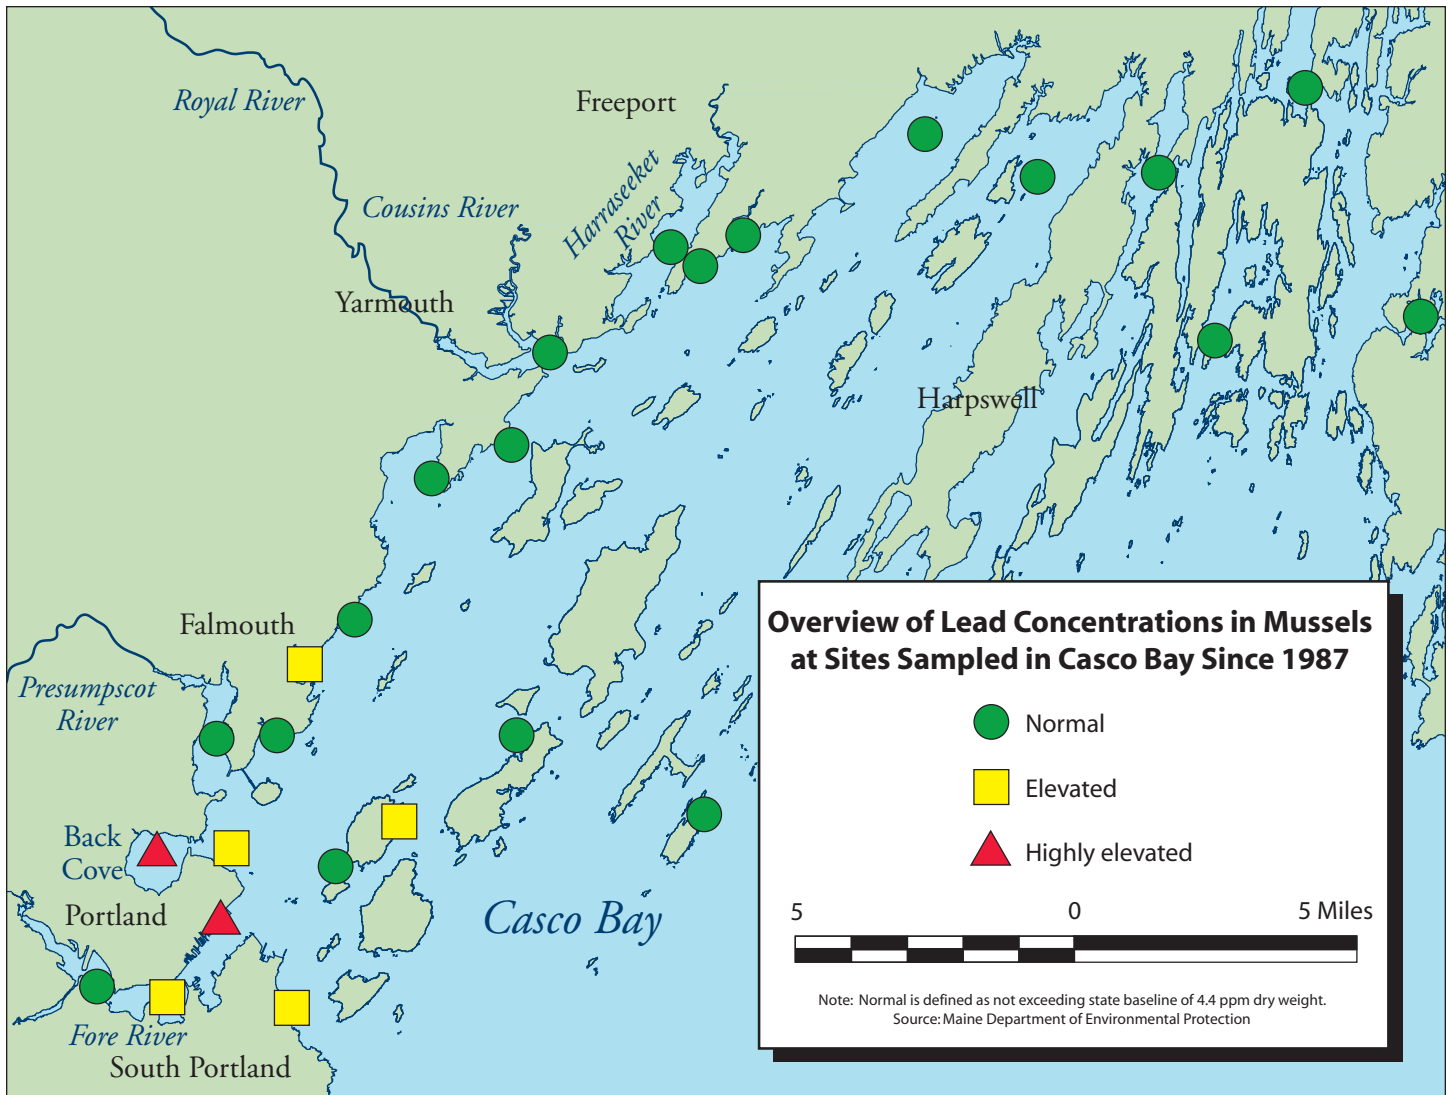 Royal River
Freeport
Harraseeket
River
Cousins River
Yarmouth
Harpswell
Falmouth
Presumpscot
River
Back
Cove
Portland
Casco Bay
Fore River
South Portland
Overview of Lead Concentrations in Mussels
at Sites Sampled in Casco Bay Since 1987
Normal
Elevated
Highly elevated
5 0 5 Miles
Note: Normal is defined as not exceeding state baseline of 4.4 ppm dry weight.
Source: Maine Department of Environmental Protection